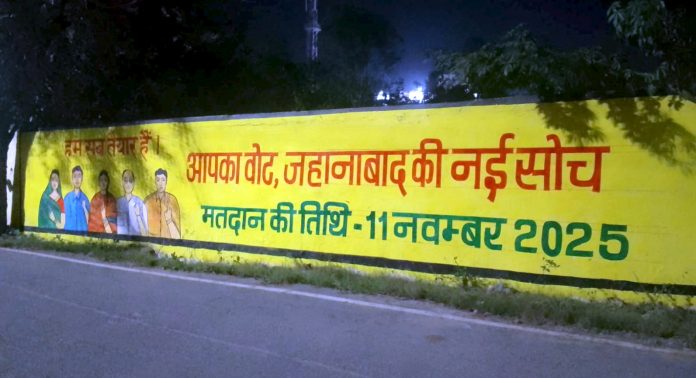 हम सब तैयार हैं।
आपका वोट, जहानाबाद की नई सोच
मतदान की तिथि - 11 नवम्बर 2025